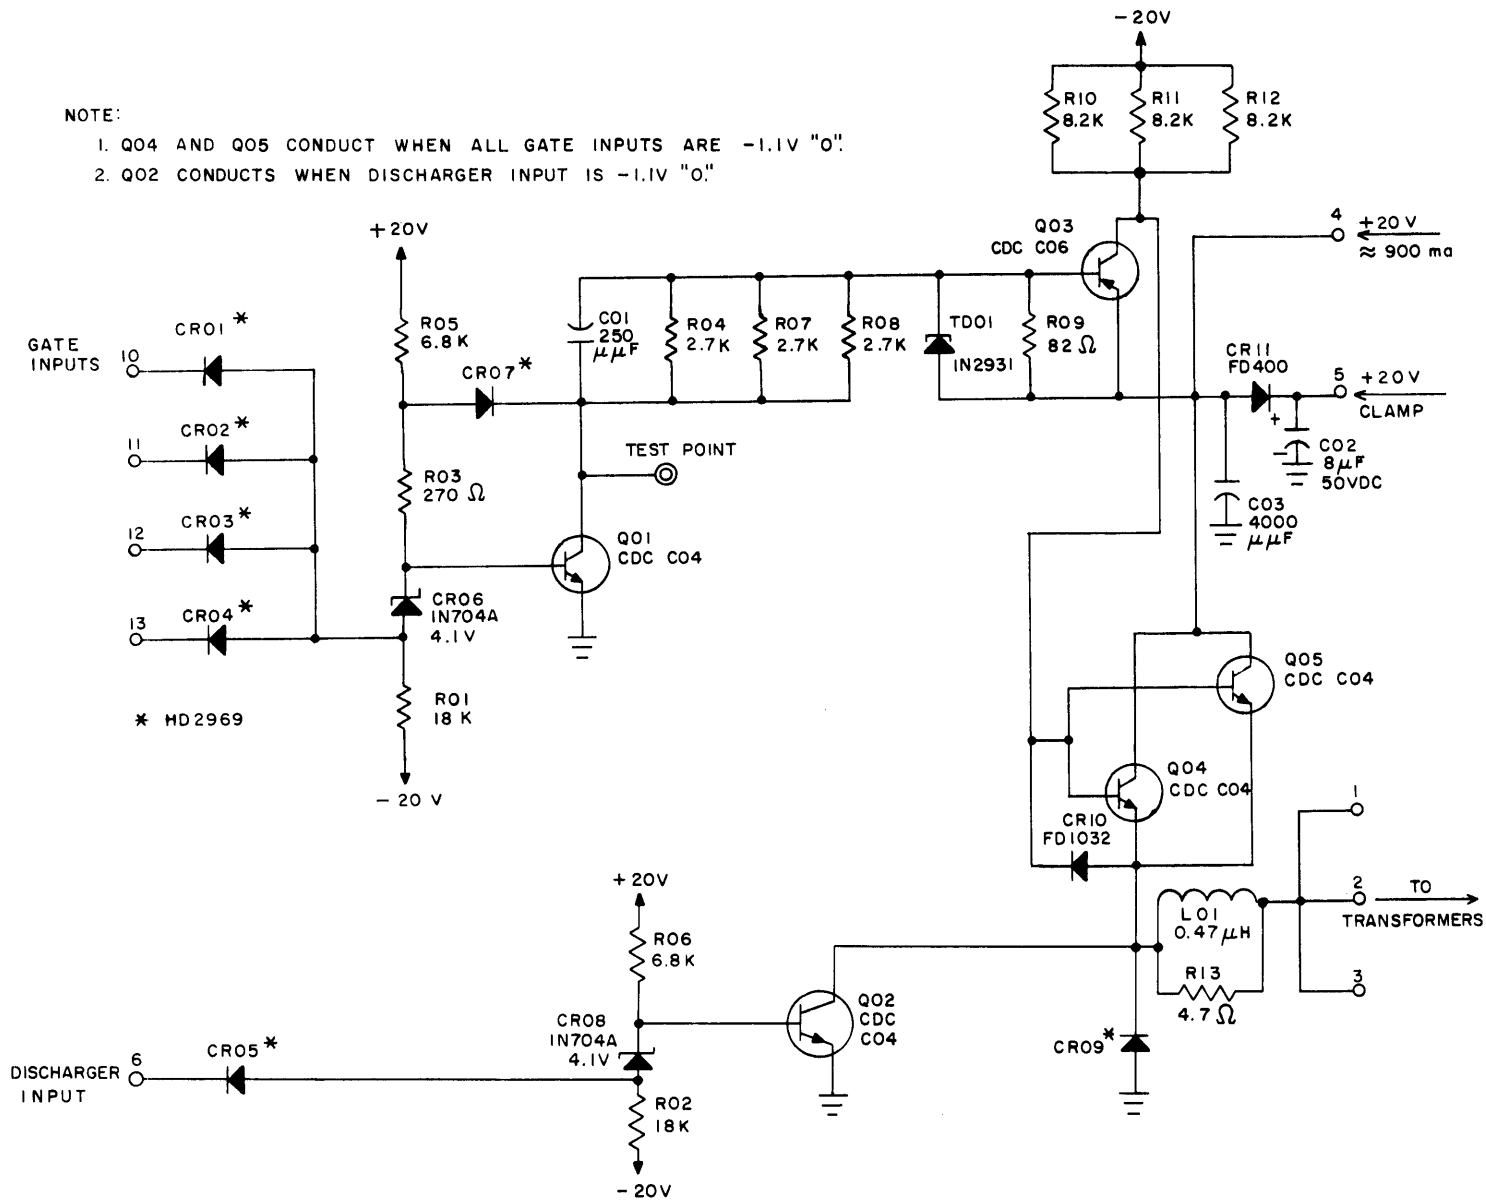 -20V
R10
8.2K
R11
8.2K
R12
8.2K
NOTE:
1. Q04 AND Q05 CONDUCT WHEN ALL GATE INPUTS ARE -1.1V "0".
2. Q02 CONDUCTS WHEN DISCHARGER INPUT IS -1.1V "0."
+20V
Q03
CDC C06
4
+20V
≈ 900 ma
GATE
INPUTS
10
CR01*
R05
6.8K
CR07*
C01
250
μμF
R04
2.7K
R07
2.7K
R08
2.7K
TD01
IN2931
R09
82Ω
CR11
FD400
5
+20V
CLAMP
+
-
C02
8μF
50VDC
C03
4000
μμF
11
CR02*
TEST POINT
R03
270 Ω
12
CR03*
Q01
CDC C04
13
CR04*
CR06
IN704A
4.1V
R01
18K
* HD2969
-20 V
Q05
CDC C04
Q04
CDC C04
CR10
FD1032
1
2
TO
TRANSFORMERS
3
L01
0.47μH
R13
4.7Ω
+20V
R06
6.8K
Q02
CDC
C04
CR08
IN704A
4.1V
CR09*
DISCHARGER
INPUT
6
CR05*
R02
18K
-20V